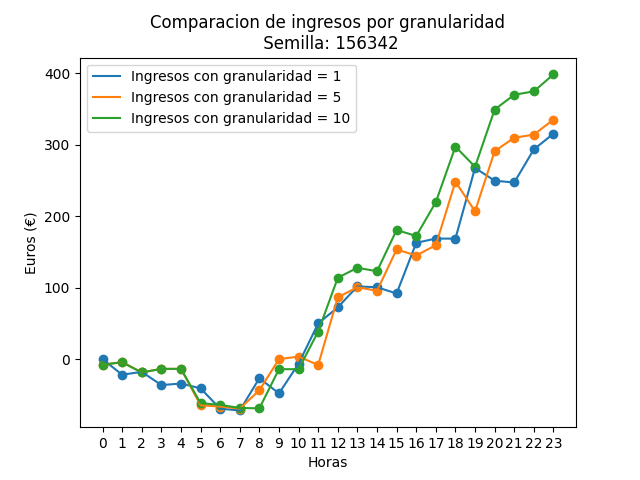 Comparacion de ingresos por granularidad
Semilla: 156342
Ingresos con granularidad = 1
Ingresos con granularidad = 5
Ingresos con granularidad = 10
Euros (€)
400
300
200
100
0
0 1 2 3 4 5 6 7 8 9 10 11 12 13 14 15 16 17 18 19 20 21 22 23
Horas